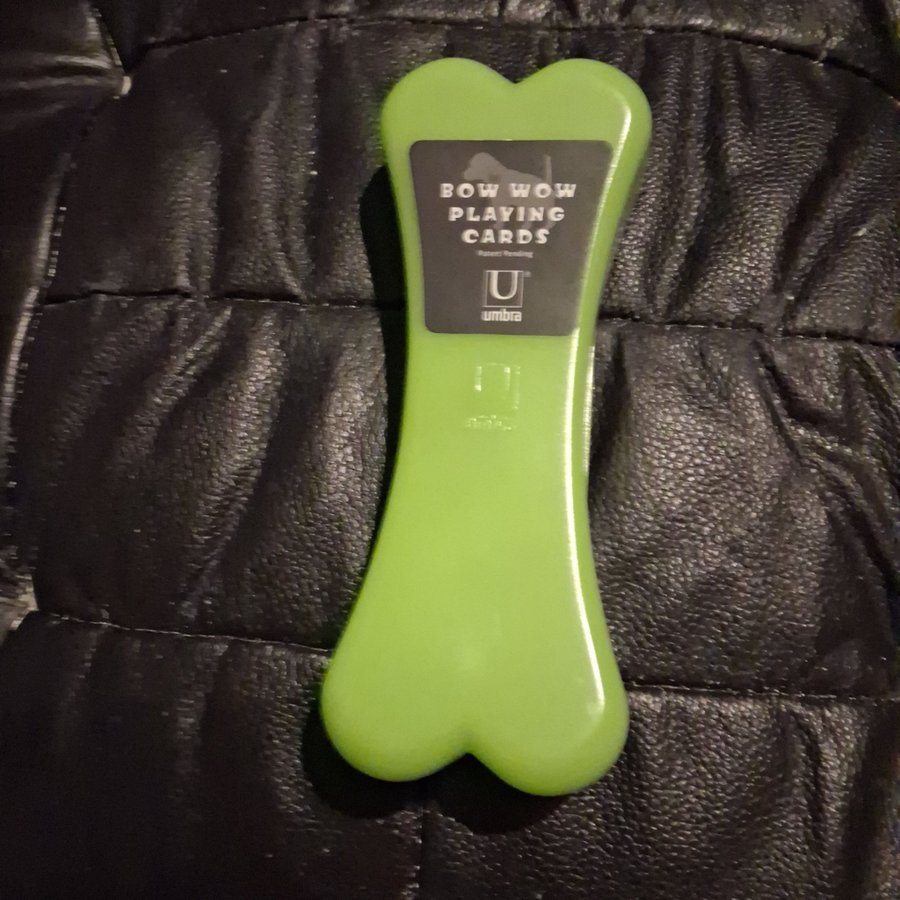 BOW WOW
PLAYING
CARDS
Patent Pending
U®
umbra